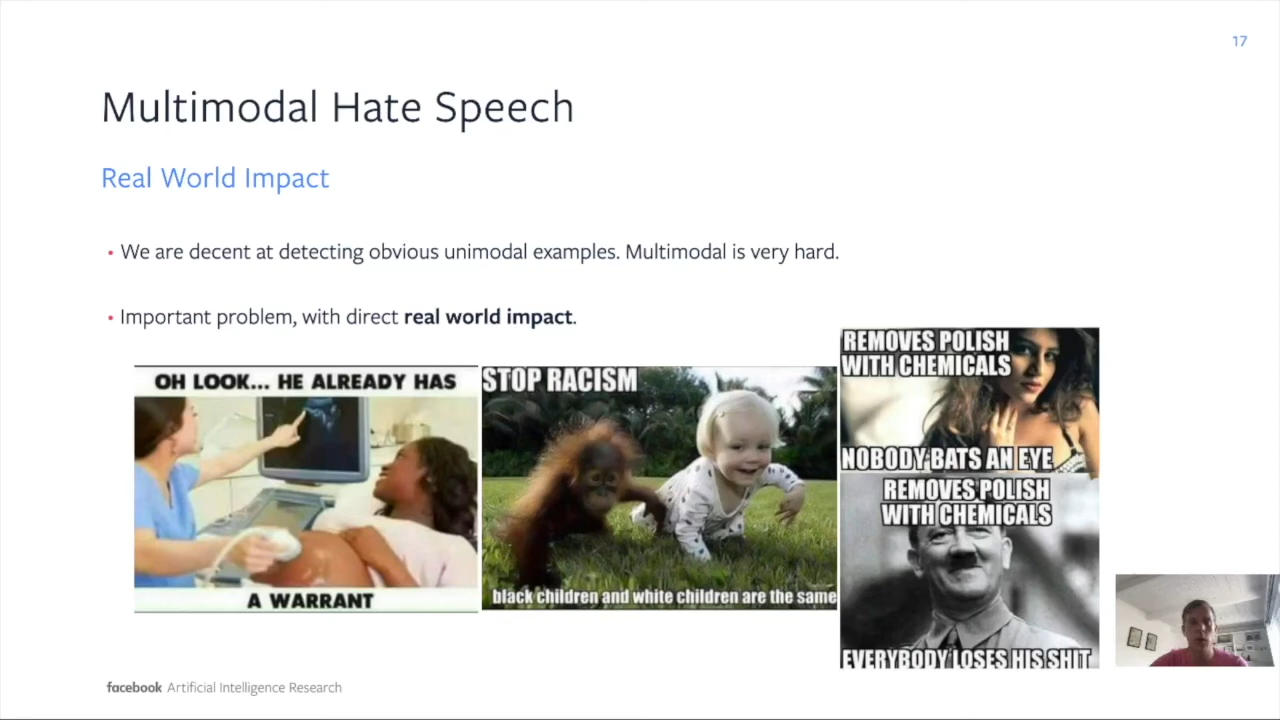 17
Multimodal Hate Speech
Real World Impact
• We are decent at detecting obvious unimodal examples. Multimodal is very hard.
• Important problem, with direct real world impact.
OH LOOK... HE ALREADY HAS
A WARRANT
STOP RACISM
black children and white children are the same
REMOVES POLISH
WITH CHEMICALS
NOBODY BATS AN EYE
REMOVES POLISH
WITH CHEMICALS
EVERYBODY LOSES HIS SHIT
facebook Artificial Intelligence Research